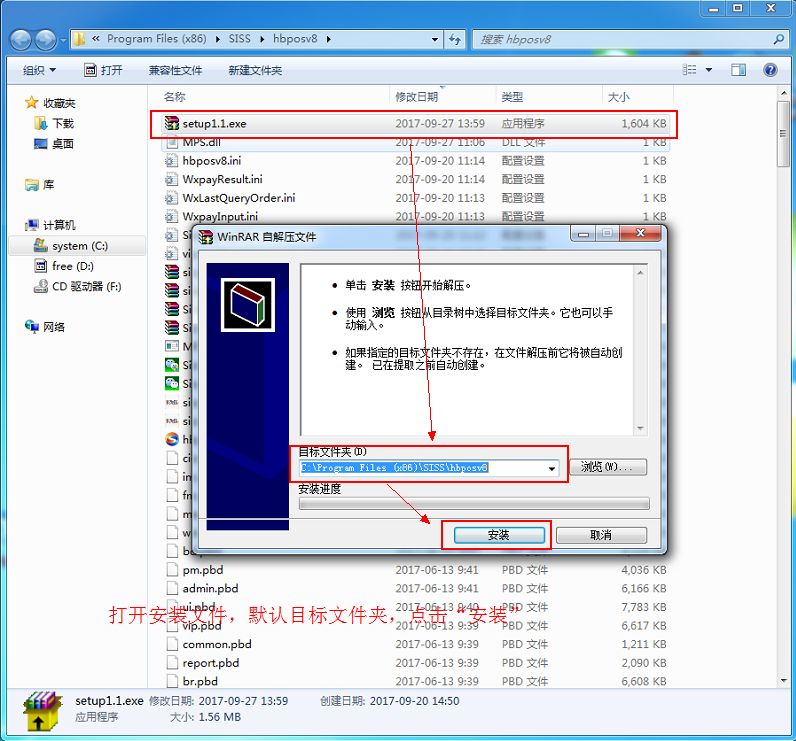 « Program Files (x86) ▸ SISS ▸ hbposv8 ▸
搜索 hbposv8
组织 打开 兼容性文件 新建文件夹
名称 修改日期 类型 大小
收藏夹
下载
桌面
库
计算机
system (C:)
free (D:)
CD 驱动器 (F:)
网络
setup1.1.exe 2017-09-27 13:59 应用程序 1,604 KB
MPS.dll 2017-09-27 11:06 DLL 文件 1 KB
hbposv8.ini 2017-09-20 11:14 配置设置 1 KB
WxpayResult.ini 2017-09-20 11:14 配置设置 1 KB
WxLastQueryOrder.ini 2017-09-20 11:13 配置设置 1 KB
WxpayInput.ini 2017-09-20 11:13 配置设置 1 KB
WinRAR 自解压文件
• 单击 安装 按钮开始解压。
• 使用 浏览 按钮从目录树中选择目标文件夹。它也可以手
动输入。
• 如果指定的目标文件夹不存在，在文件解压前它将被自动创
建。 已在提取之前自动创建。
目标文件夹(D)
C:\Program Files (x86)\SISS\hbposv8
浏览(W)...
安装进度
安装 取消
pm.pbd 2017-06-13 9:41 PBD 文件 4,036 KB
admin.pbd 2017-06-13 9:41 PBD 文件 6,166 KB
ui.pbd 2017-06-13 9:40 PBD 文件 7,783 KB
打开安装文件，默认目标文件夹，点击“安装”
vip.pbd 2017-06-13 9:39 PBD 文件 6,617 KB
common.pbd 2017-06-13 9:39 PBD 文件 1,211 KB
report.pbd 2017-06-13 9:39 PBD 文件 2,090 KB
br.pbd 2017-06-13 9:39 PBD 文件 6,608 KB
setup1.1.exe 修改日期: 2017-09-27 13:59 创建日期: 2017-09-20 14:50
应用程序 大小: 1.56 MB